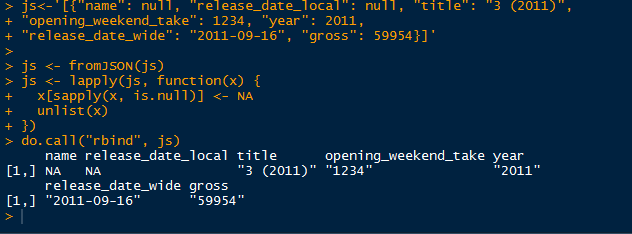 > js<-'[{"name": null, "release_date_local": null, "title": "3 (2011)",
+ "opening_weekend_take": 1234, "year": 2011,
+ "release_date_wide": "2011-09-16", "gross": 59954}]'
>
> js <- fromJSON(js)
> js <- lapply(js, function(x) {
+   x[sapply(x, is.null)] <- NA
+   unlist(x)
+ })
> do.call("rbind", js)
     name release_date_local title      opening_weekend_take year
[1,] NA   NA                 "3 (2011)" "1234"               "2011"
     release_date_wide gross
[1,] "2011-09-16"      "59954"
>